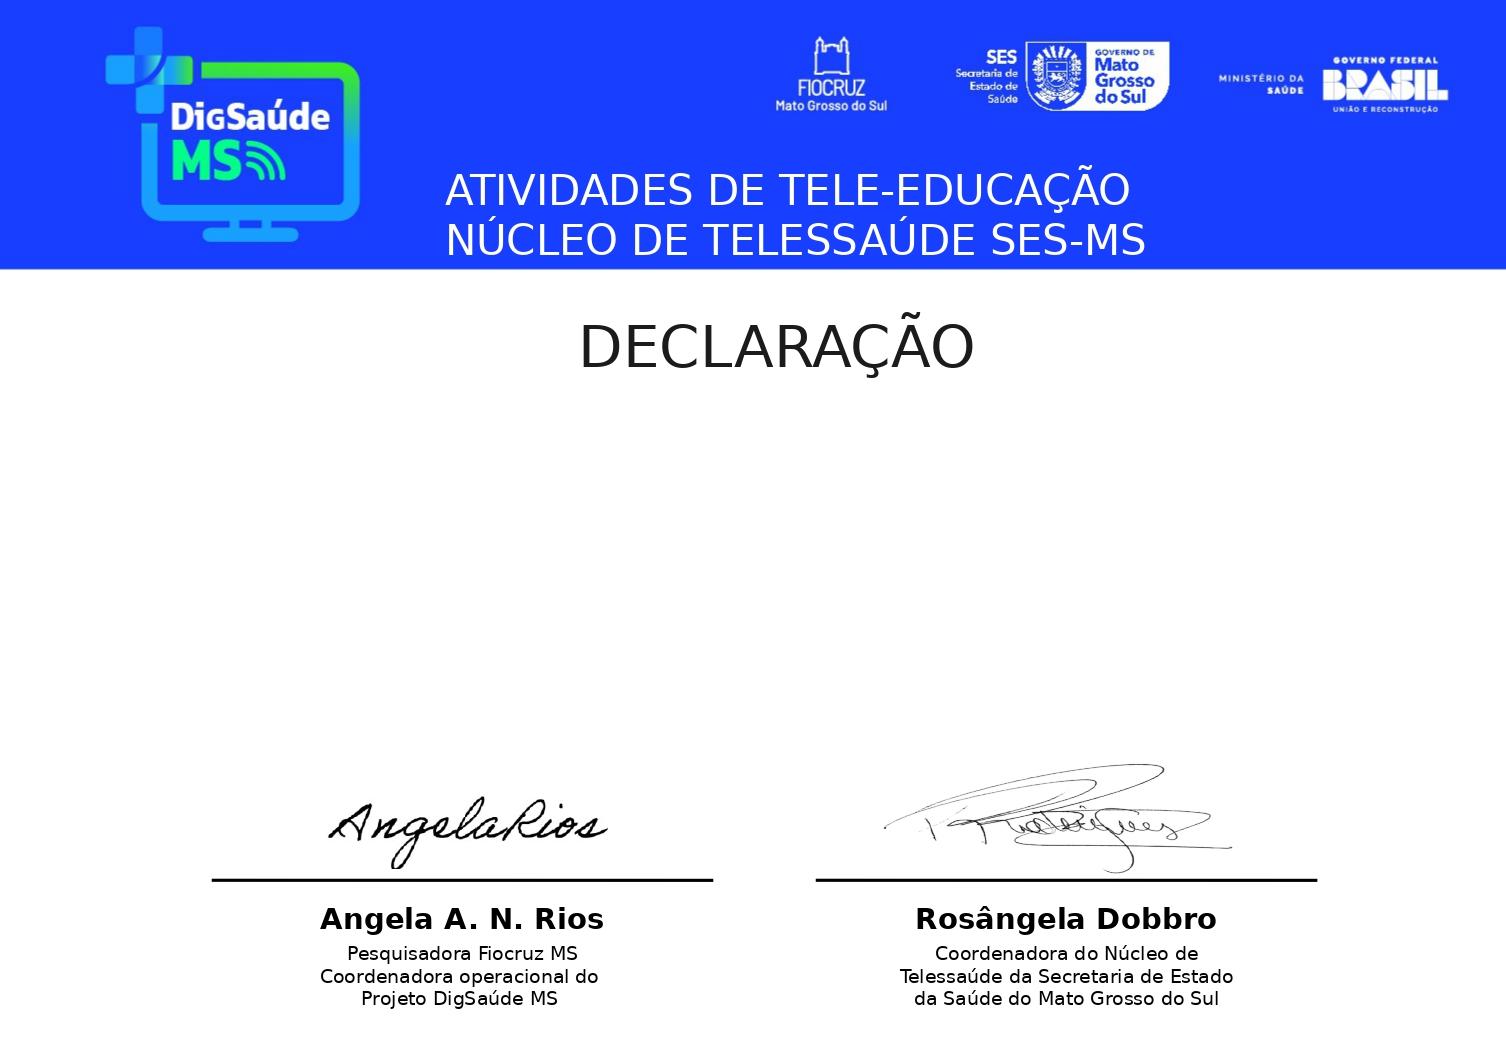 DiGSaúde
MS
FIOCRUZ
Mato Grosso do Sul
SES
Secretaria de
Estado de
Saúde
GOVERNO DE
Mato
Grosso
do Sul
MINISTÉRIO DA
SAÚDE
GOVERNO FEDERAL
BRASIL
UNIÃO E RECONSTRUÇÃO
ATIVIDADES DE TELE-EDUCAÇÃO
NÚCLEO DE TELESSAÚDE SES-MS
DECLARAÇÃO
AngelaRios
Angela A. N. Rios
Pesquisadora Fiocruz MS
Coordenadora operacional do
Projeto DigSaúde MS
Rosângela Dobbro
Coordenadora do Núcleo de
Telessaúde da Secretaria de Estado
da Saúde do Mato Grosso do Sul